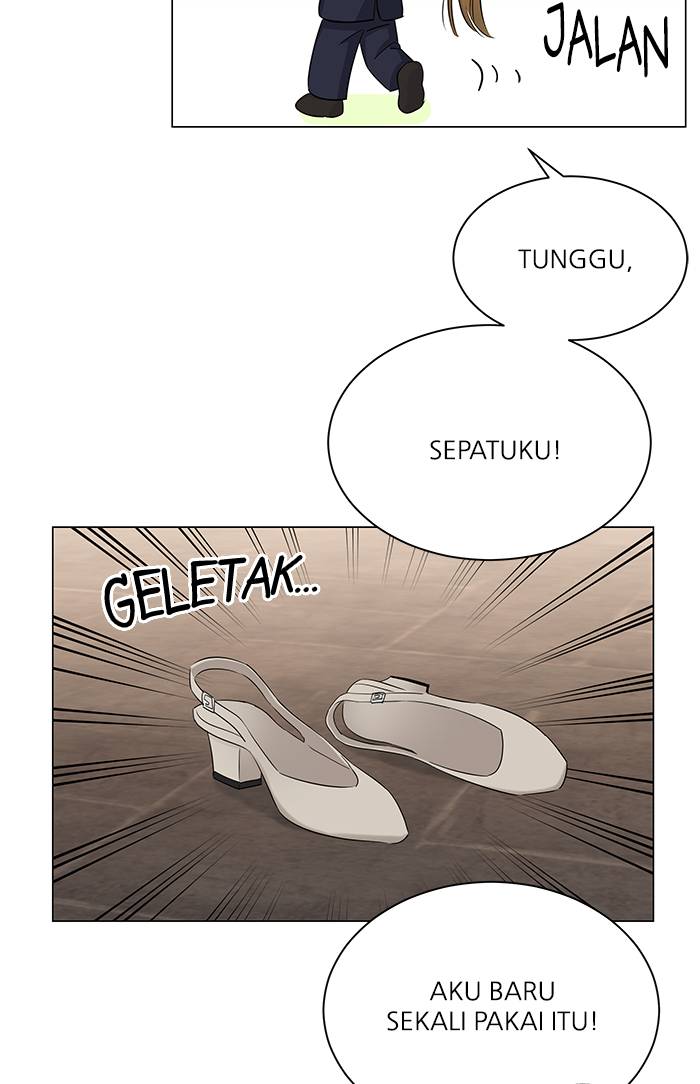 JALAN
TUNGGU,
SEPATUKU!
GELETAK...
AKU BARU
SEKALI PAKAI ITU!